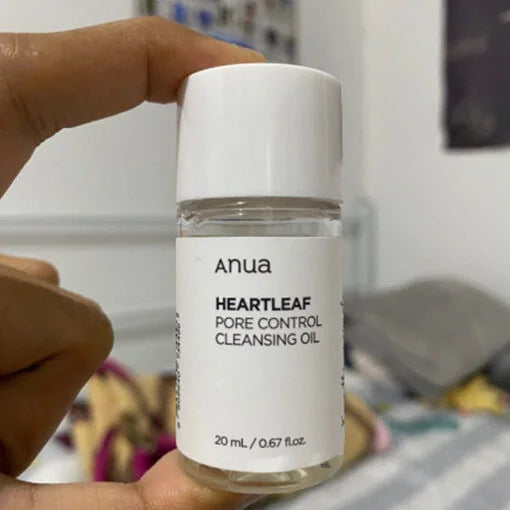 Anua
HEARTLEAF
PORE CONTROL
CLEANSING OIL
20 mL / 0.67 fl.oz.